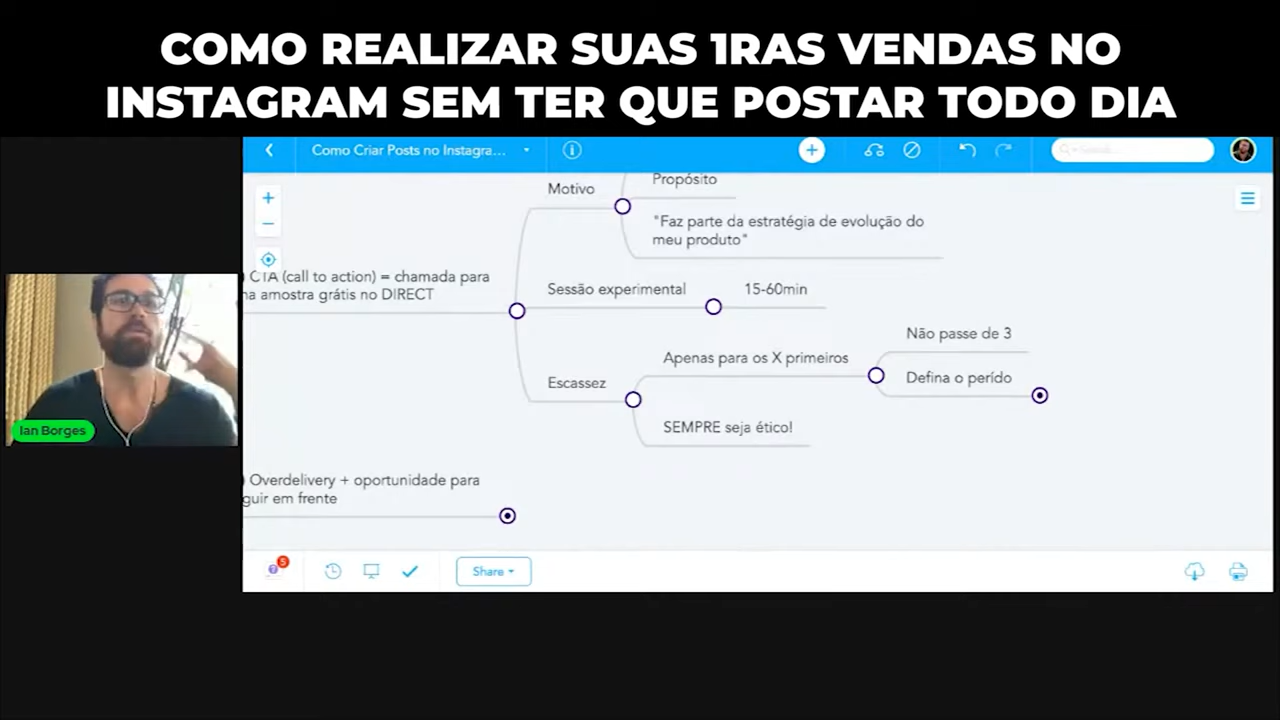 COMO REALIZAR SUAS 1RAS VENDAS NO
INSTAGRAM SEM TER QUE POSTAR TODO DIA
Como Criar Posts no Instagra...
Motivo
Propósito
"Faz parte da estratégia de evolução do
meu produto"
CTA (call to action) = chamada para
amostra grátis no DIRECT
Sessão experimental
15-60min
Escassez
Apenas para os X primeiros
Não passe de 3
Defina o perído
SEMPRE seja ético!
Ian Borges
Overdelivery + oportunidade para
guir em frente
5
Share